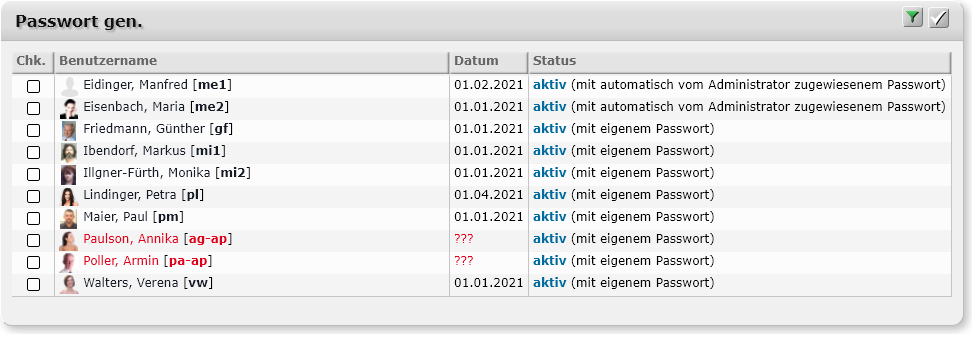 Passwort gen.
Chk. Benutzername Datum Status
Eidinger, Manfred [me1] 01.02.2021 aktiv (mit automatisch vom Administrator zugewiesenem Passwort)
Eisenbach, Maria [me2] 01.01.2021 aktiv (mit automatisch vom Administrator zugewiesenem Passwort)
Friedmann, Günther [gf] 01.01.2021 aktiv (mit eigenem Passwort)
Ibendorf, Markus [mi1] 01.01.2021 aktiv (mit eigenem Passwort)
Illgner-Fürth, Monika [mi2] 01.01.2021 aktiv (mit eigenem Passwort)
Lindinger, Petra [pl] 01.04.2021 aktiv (mit eigenem Passwort)
Maier, Paul [pm] 01.01.2021 aktiv (mit eigenem Passwort)
Paulson, Annika [ag-ap] ??? aktiv (mit eigenem Passwort)
Poller, Armin [pa-ap] ??? aktiv (mit eigenem Passwort)
Walters, Verena [vw] 01.01.2021 aktiv (mit eigenem Passwort)